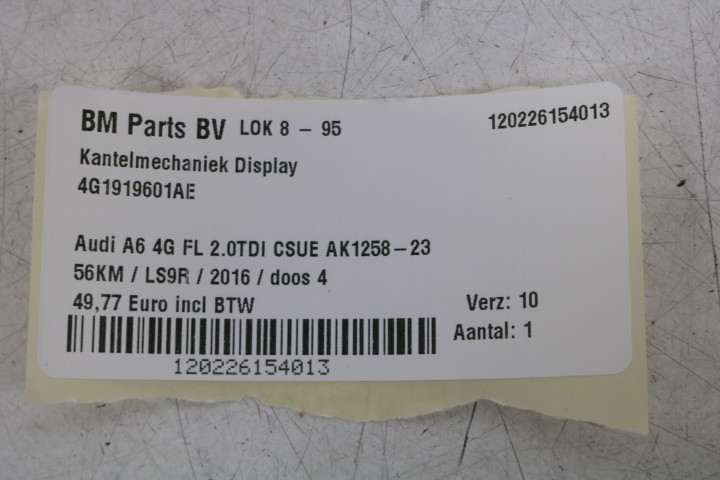 BM Parts BV LOK 8 - 95 120226154013
Kantelmechaniek Display
4G1919601AE
Audi A6 4G FL 2.0TDI CSUE AK1258-23
56KM / LS9R / 2016 / doos 4
49,77 Euro incl BTW Verz: 10
Aantal: 1
120226154013